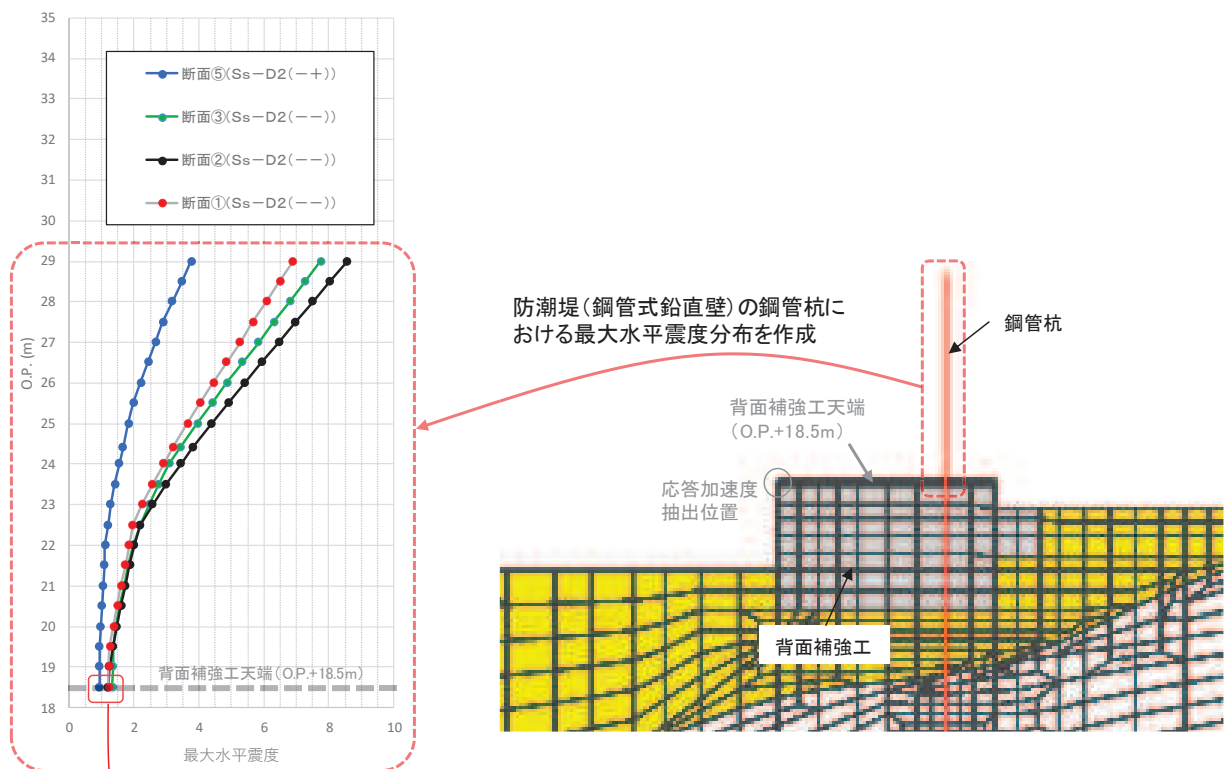 35
34
33
32
31
30
29
28
27
26
25
24
23
22
21
20
19
18
O.P. (m)
断面⑤(Ss-D2(-+))
断面③(Ss-D2(--))
断面②(Ss-D2(--))
断面①(Ss-D2(--))
背面補強工天端(O.P.+18.5m)
0 2 4 6 8 10
最大水平震度
防潮堤(鋼管式鉛直壁)の鋼管杭に
おける最大水平震度分布を作成
鋼管杭
背面補強工天端
(O.P.+18.5m)
応答加速度
抽出位置
背面補強工